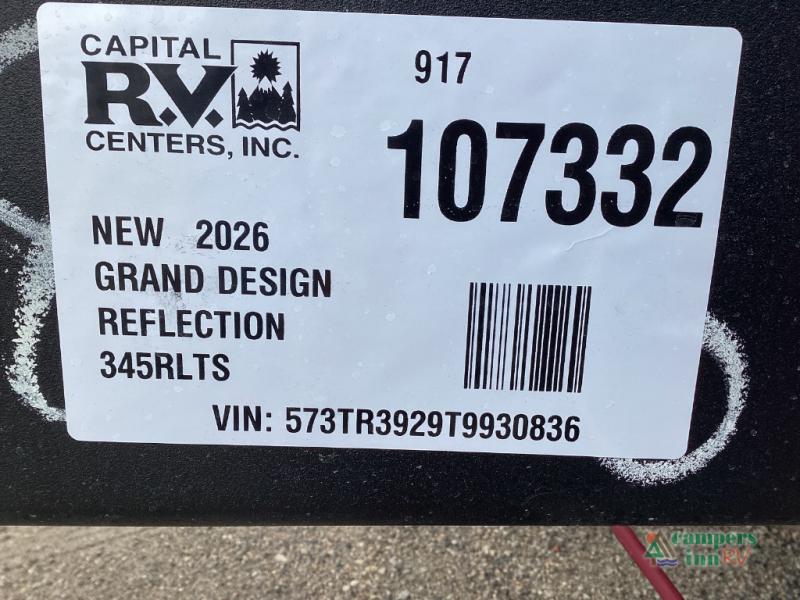 CAPITAL
R.V.
CENTERS, INC.
917
107332
NEW 2026
GRAND DESIGN
REFLECTION
345RLTS
VIN: 573TR3929T9930836
campers
inn RV